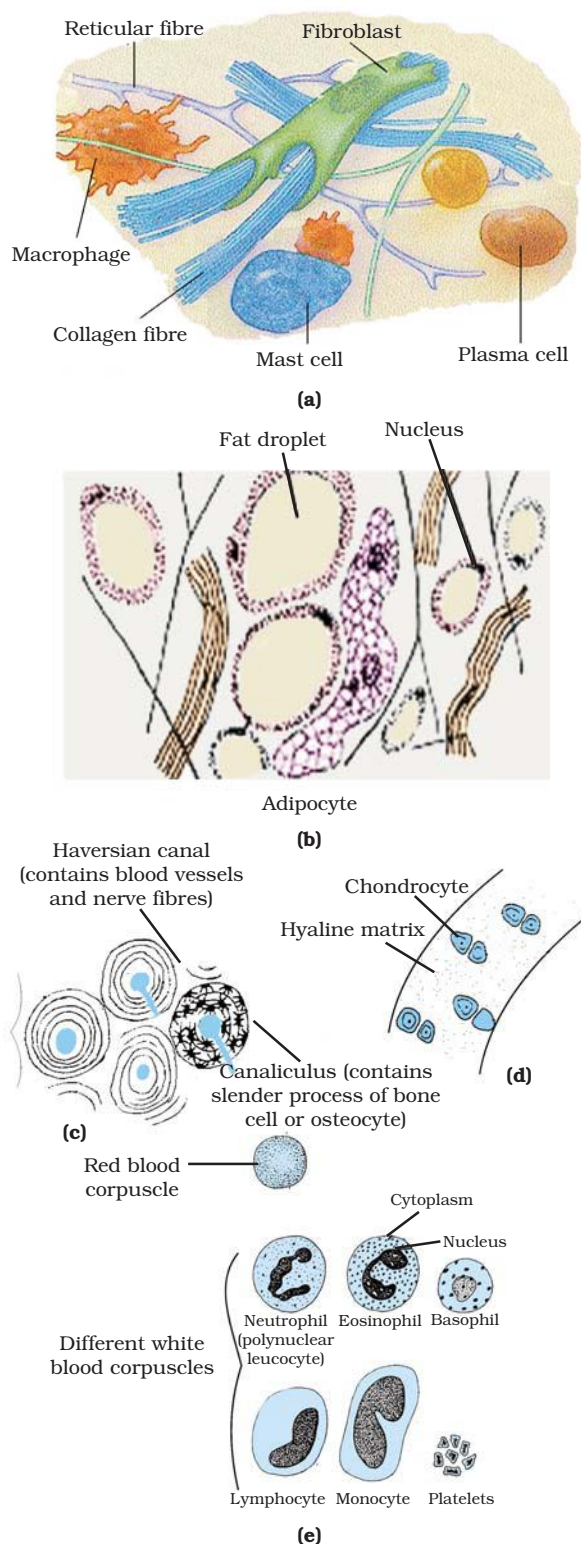 Reticular fibre
Fibroblast
Macrophage
Collagen fibre
Mast cell
Plasma cell
(a)
Fat droplet
Nucleus
Adipocyte
(b)
Haversian canal
(contains blood vessels
and nerve fibres)
Chondrocyte
Hyaline matrix
Canaliculus (contains
slender process of bone
cell or osteocyte)
(c)
(d)
Red blood
corpuscle
Cytoplasm
Nucleus
Neutrophil
(polynuclear
leucocyte)
Eosinophil
Basophil
Different white
blood corpuscles
Lymphocyte
Monocyte
Platelets
(e)